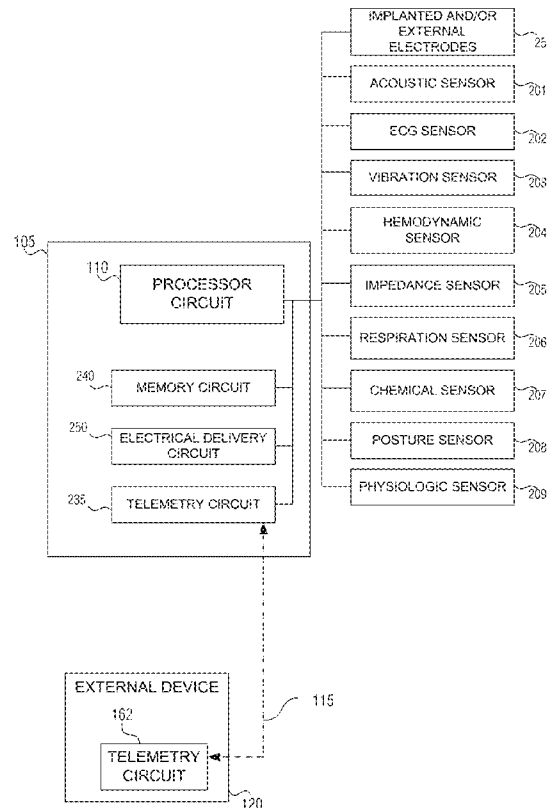 IMPLANTED AND/OR
EXTERNAL
ELECTRODES
25
ACOUSTIC SENSOR
201
ECG SENSOR
202
VIBRATION SENSOR
203
HEMODYNAMIC
SENSOR
204
105
110
PROCESSOR
CIRCUIT
IMPEDANCE SENSOR
205
RESPIRATION SENSOR
206
240
MEMORY CIRCUIT
CHEMICAL SENSOR
207
250
ELECTRICAL DELIVERY
CIRCUIT
POSTURE SENSOR
208
235
TELEMETRY CIRCUIT
PHYSIOLOGIC SENSOR
209
EXTERNAL DEVICE
115
162
TELEMETRY
CIRCUIT
120